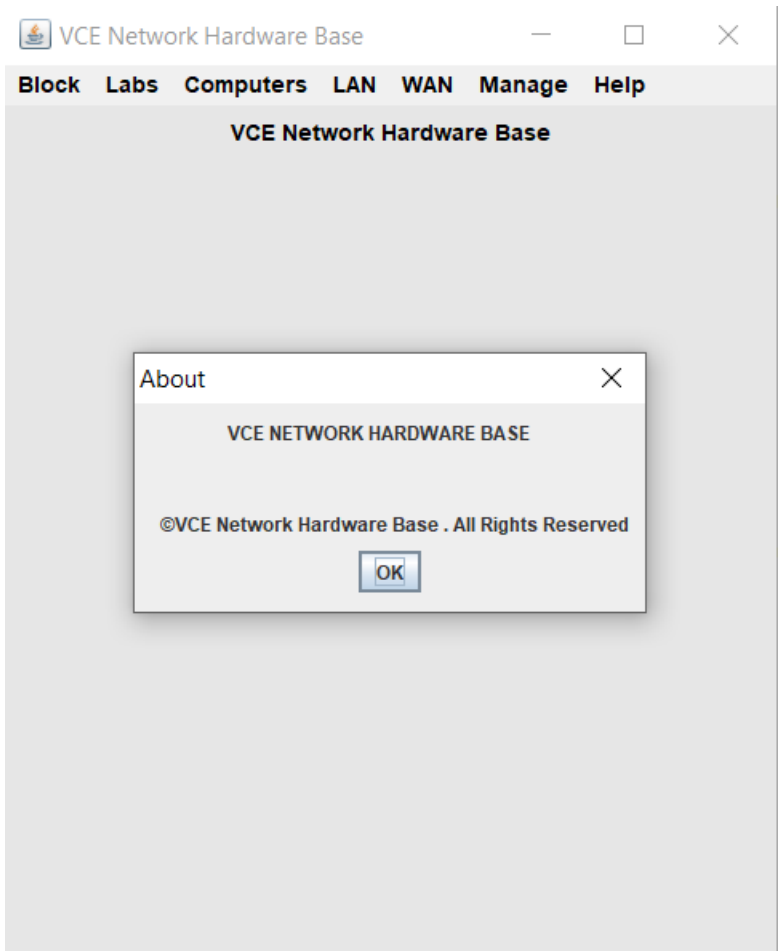 VCE Network Hardware Base
Block Labs Computers LAN WAN Manage Help
VCE Network Hardware Base
About
VCE NETWORK HARDWARE BASE
©VCE Network Hardware Base . All Rights Reserved
OK